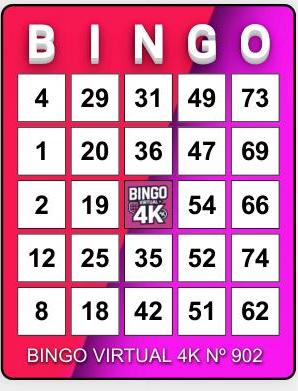 B I N G O
4 29 31 49 73
1 20 36 47 69
2 19 BINGO VIRTUAL 4K 54 66
12 25 35 52 74
8 18 42 51 62
BINGO VIRTUAL 4K Nº 902